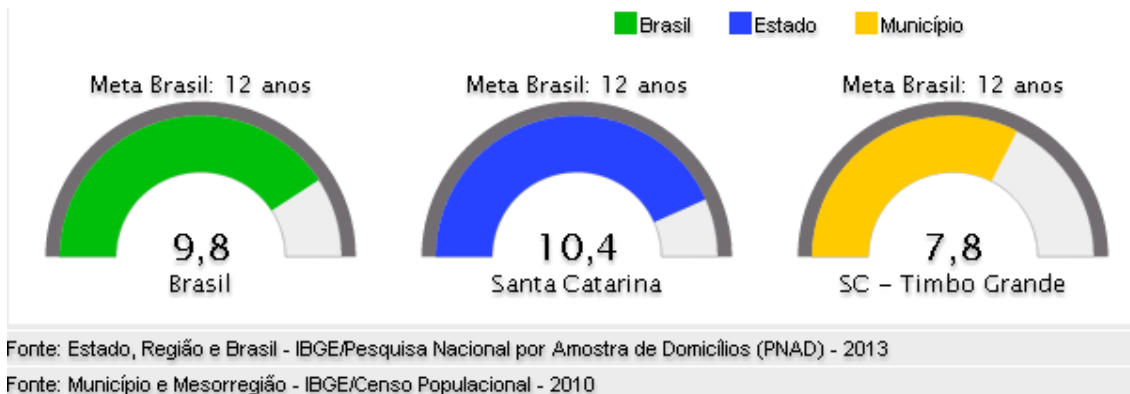 Brasil Estado Município
Meta Brasil: 12 anos Meta Brasil: 12 anos Meta Brasil: 12 anos
9,8 10,4 7,8
Brasil Santa Catarina SC – Timbo Grande
Fonte: Estado, Região e Brasil - IBGE/Pesquisa Nacional por Amostra de Domicílios (PNAD) - 2013
Fonte: Município e Mesorregião - IBGE/Censo Populacional - 2010